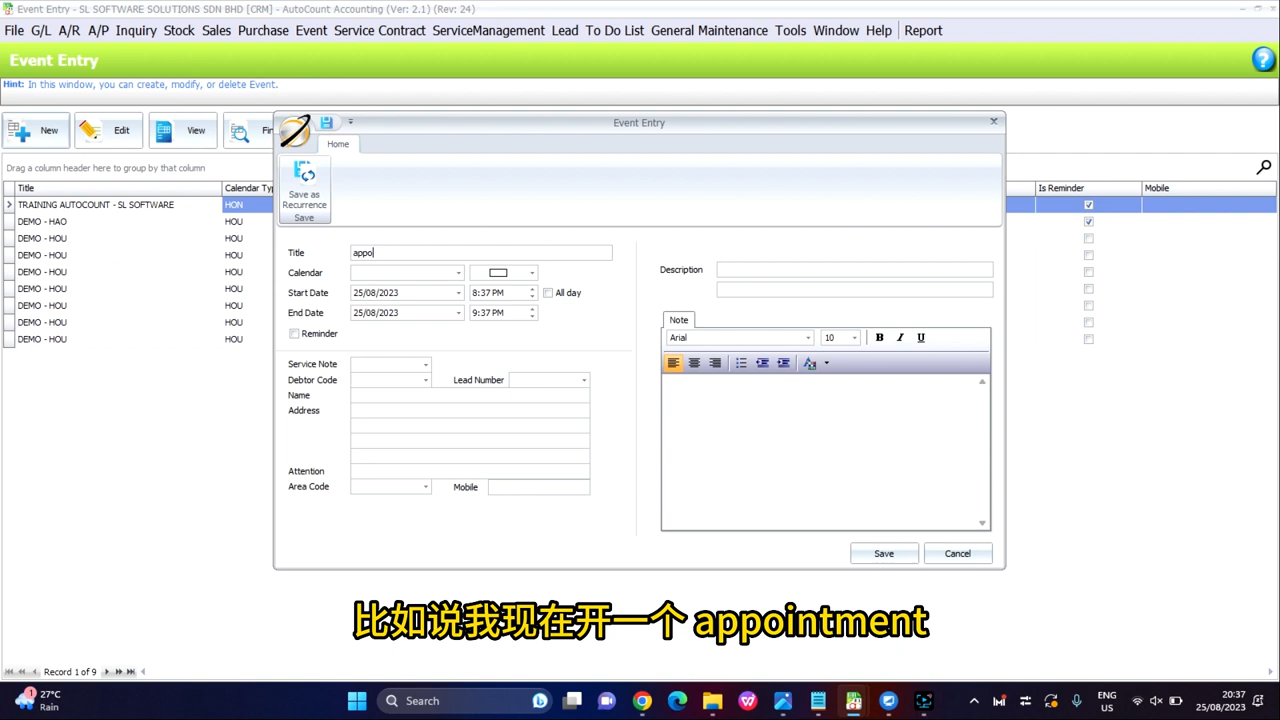 Event Entry - SL SOFTWARE SOLUTIONS SDN BHD [CRM] - AutoCount Accounting (Ver: 2.1) (Rev: 24)
File G/L A/R A/P Inquiry Stock Sales Purchase Event Service Contract ServiceManagement Lead To Do List General Maintenance Tools Window Help Report
Event Entry
Hint: In this window, you can create, modify, or delete Event.
New Edit View Fin
Event Entry
Home
Save as
Recurrence
Save
Drag a column header here to group by that column
Title Calendar Typ Is Reminder Mobile
TRAINING AUTOCOUNT - SL SOFTWARE HON
DEMO - HAO HOU
DEMO - HOU HOU
DEMO - HOU HOU
DEMO - HOU HOU
DEMO - HOU HOU
DEMO - HOU HOU
DEMO - HOU HOU
DEMO - HOU HOU
Title appo
Calendar
Start Date 25/08/2023 8:37 PM All day
End Date 25/08/2023 9:37 PM
Reminder
Service Note
Debtor Code Lead Number
Name
Address
Attention
Area Code Mobile
Description
Note
Arial 10 B I U
Save Cancel
比如说我现在开一个 appointment
Record 1 of 9
1 27°C
Rain
Search
ENG
US
20:37
25/08/2023